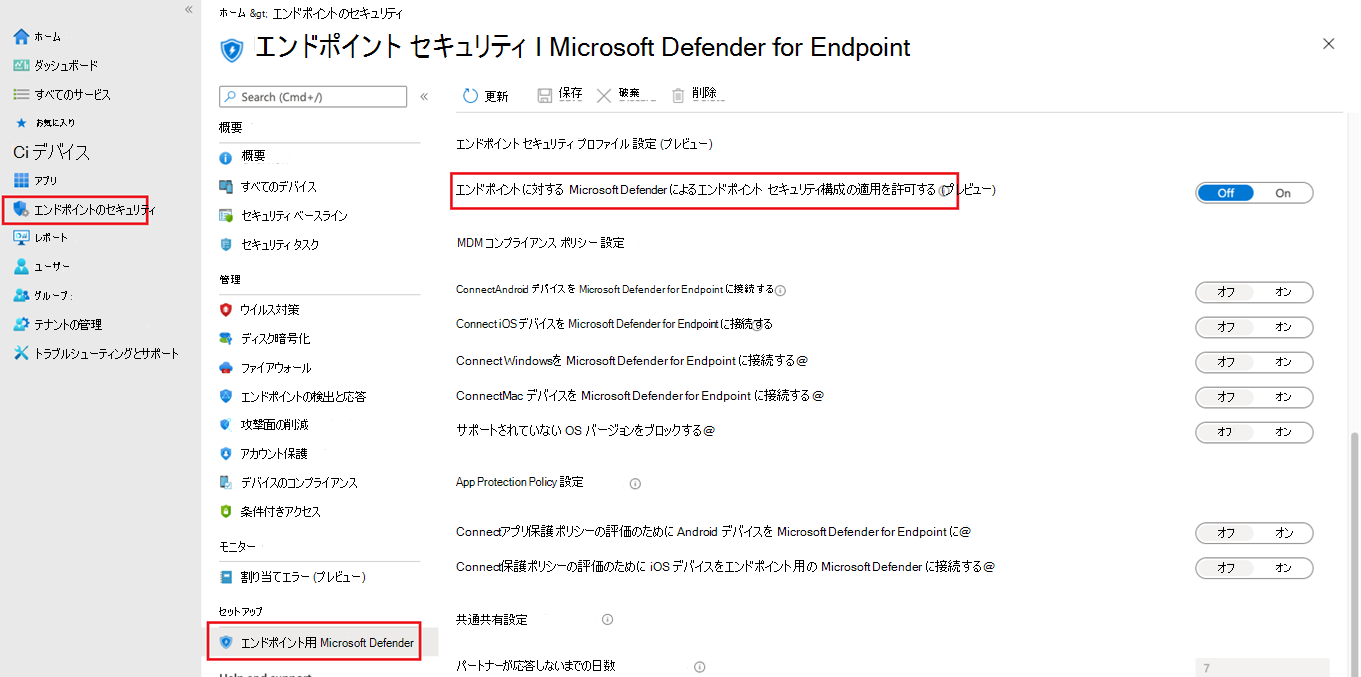 ホーム &gt; エンドポイントのセキュリティ
エンドポイント セキュリティ | Microsoft Defender for Endpoint
ホーム
ダッシュボード
すべてのサービス
お気に入り
Ci デバイス
アプリ
エンドポイントのセキュリティ
レポート
ユーザー
グループ :
テナントの管理
トラブルシューティングとサポート
Search (Cmd+/)
概要
概要
すべてのデバイス
セキュリティ ベースライン
セキュリティ タスク
管理
ウイルス対策
ディスク暗号化
ファイアウォール
エンドポイントの検出と応答
攻撃面の削減
アカウント保護
デバイスのコンプライアンス
条件付きアクセス
モニター
割り当てエラー (プレビュー)
セットアップ
エンドポイント用 Microsoft Defender
Help and support
更新 保存 破棄 削除
エンドポイント セキュリティ プロファイル 設定 (プレビュー)
エンドポイントに対する Microsoft Defender によるエンドポイント セキュリティ構成の適用を許可する (プレビュー) Off On
MDM コンプライアンス ポリシー 設定
ConnectAndroid デバイスを Microsoft Defender for Endpoint に接続する オフ オン
Connect iOS デバイスを Microsoft Defender for Endpoint に接続する オフ オン
Connect Windowsを Microsoft Defender for Endpoint に接続する@ オフ オン
ConnectMac デバイスを Microsoft Defender for Endpoint に接続する@ オフ オン
サポートされていない OS バージョンをブロックする@ オフ オン
App Protection Policy 設定
Connectアプリ保護ポリシーの評価のために Android デバイスを Microsoft Defender for Endpoint に@ オフ オン
Connect保護ポリシーの評価のために iOS デバイスをエンドポイント用の Microsoft Defender に接続する@ オフ オン
共通共有設定
パートナーが応答しないまでの日数 7